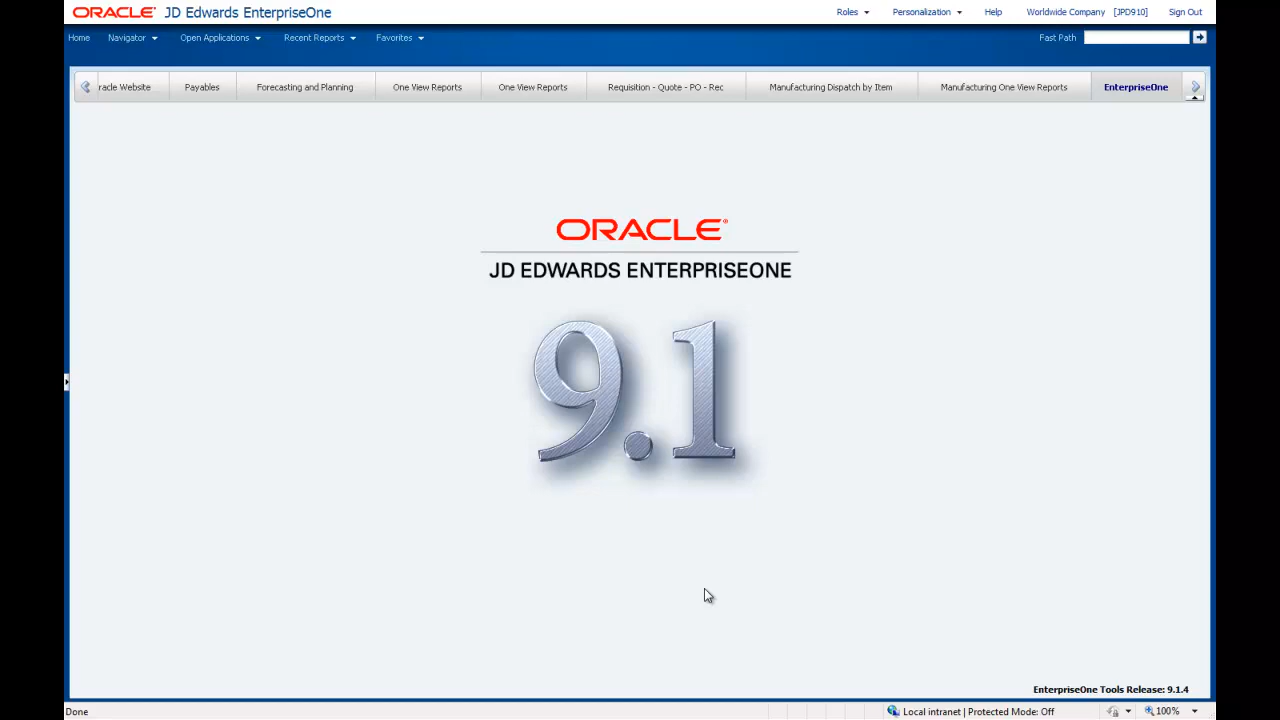 ORACLE® JD Edwards EnterpriseOne Roles Personalization Help Worldwide Company [JPD910] Sign Out
Home Navigator Open Applications Recent Reports Favorites Fast Path
racle Website Payables Forecasting and Planning One View Reports One View Reports Requisition - Quote - PO - Rec Manufacturing Dispatch by Item Manufacturing One View Reports EnterpriseOne
ORACLE®
JD EDWARDS ENTERPRISEONE
9.1
EnterpriseOne Tools Release: 9.1.4
Done Local intranet | Protected Mode: Off 100%